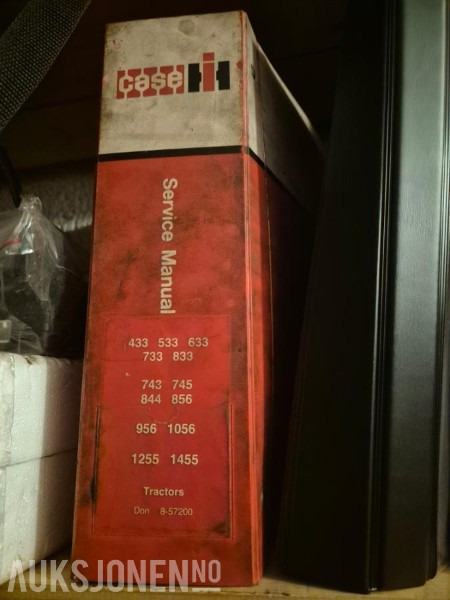 case IH
Service Manual
433 533 633
733 833
743 745
844 856
956 1056
1255 1455
Tractors
Don 8-57200
AUKSJONEN.NO